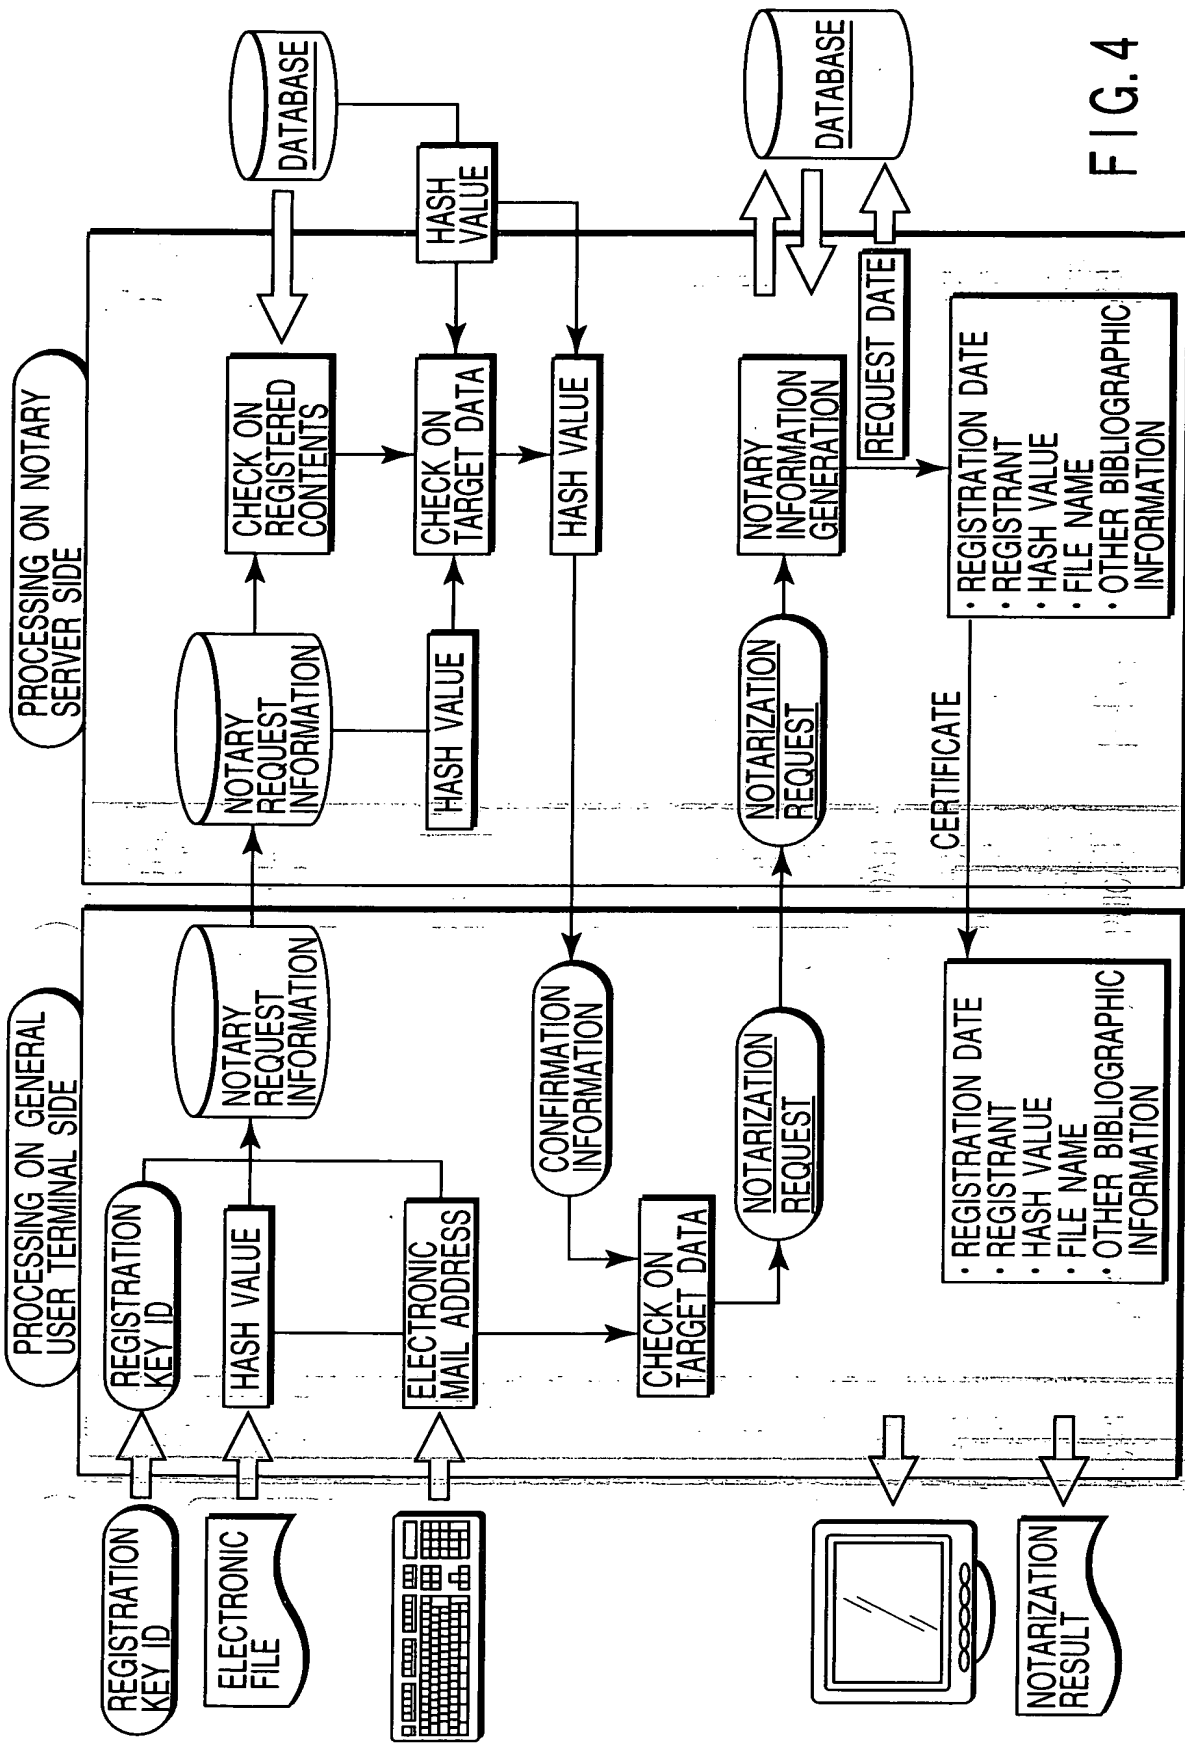 PROCESSING ON GENERAL
USER TERMINAL SIDE
PROCESSING ON NOTARY
SERVER SIDE
REGISTRATION
KEY ID
REGISTRATION
KEY ID
ELECTRONIC
FILE
HASH VALUE
NOTARY
REQUEST
INFORMATION
NOTARY
REQUEST
INFORMATION
CHECK ON
REGISTERED
CONTENTS
DATABASE
ELECTRONIC
MAIL ADDRESS
HASH VALUE
CHECK ON
TARGET DATA
HASH
VALUE
CONFIRMATION
INFORMATION
HASH VALUE
CHECK ON
TARGET DATA
NOTARIZATION
REQUEST
NOTARIZATION
REQUEST
NOTARY
INFORMATION
GENERATION
DATABASE
REQUEST DATE
NOTARIZATION
RESULT
· REGISTRATION DATE
· REGISTRANT
· HASH VALUE
· FILE NAME
· OTHER BIBLIOGRAPHIC
INFORMATION
CERTIFICATE
· REGISTRATION DATE
· REGISTRANT
· HASH VALUE
· FILE NAME
· OTHER BIBLIOGRAPHIC
INFORMATION
FIG. 4